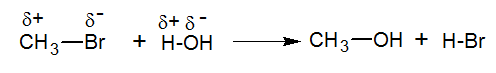 δ+ δ- δ+ δ-
CH3—Br + H-OH ⟶ CH3—OH + H-Br